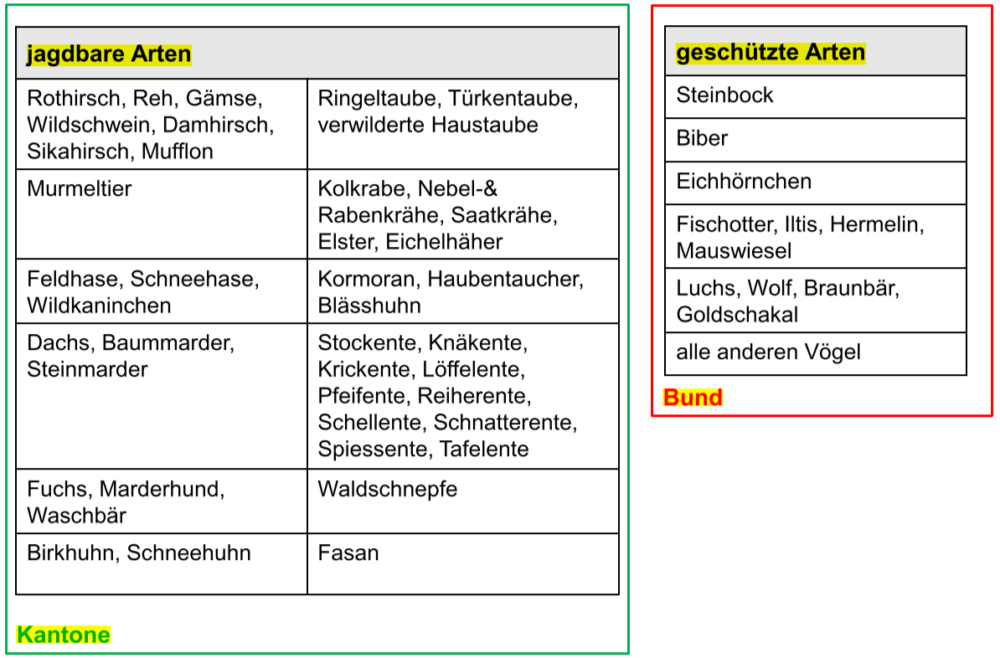 jagdbare Arten
Rothirsch, Reh, Gämse,
Wildschwein, Damhirsch,
Sikahirsch, Mufflon
Ringeltaube, Türkentaube,
verwilderte Haustaube
Murmeltier
Kolkrabe, Nebel-&
Rabenkrähe, Saatkrähe,
Elster, Eichelhäher
Feldhase, Schneehase,
Wildkaninchen
Kormoran, Haubentaucher,
Blässhuhn
Dachs, Baummarder,
Steinmarder
Stockente, Knäkente,
Krickente, Löffelente,
Pfeifente, Reiherente,
Schellente, Schnatterente,
Spiessente, Tafelente
Fuchs, Marderhund,
Waschbär
Waldschnepfe
Birkhuhn, Schneehuhn
Fasan
Kantone
geschützte Arten
Steinbock
Biber
Eichhörnchen
Fischotter, Iltis, Hermelin,
Mauswiesel
Luchs, Wolf, Braunbär,
Goldschakal
alle anderen Vögel
Bund